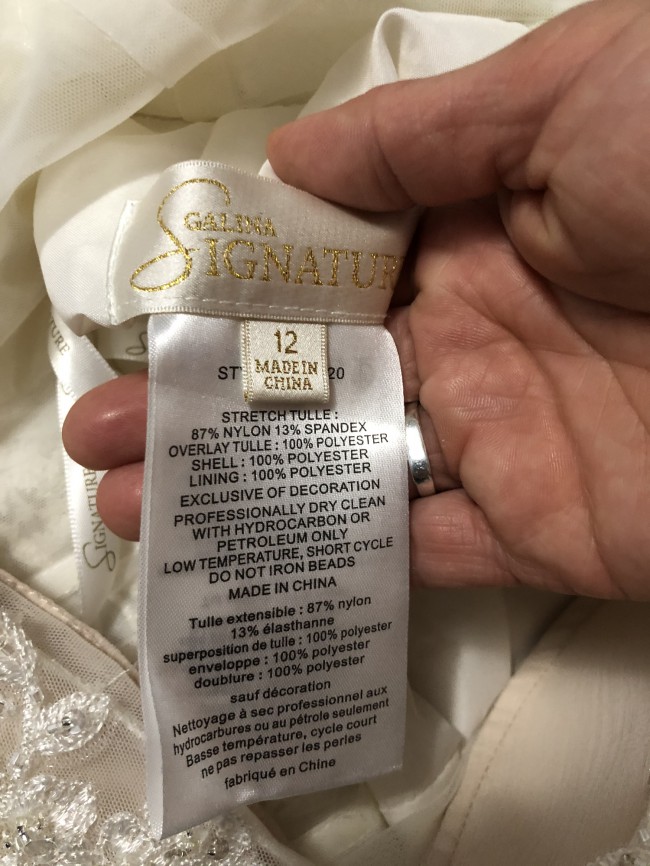 GALINA
SIGNATURE
12
MADE IN
CHINA
ST 20
STRETCH TULLE :
87% NYLON 13% SPANDEX
OVERLAY TULLE : 100% POLYESTER
SHELL : 100% POLYESTER
LINING : 100% POLYESTER
EXCLUSIVE OF DECORATION
PROFESSIONALLY DRY CLEAN
WITH HYDROCARBON OR
PETROLEUM ONLY
LOW TEMPERATURE, SHORT CYCLE
DO NOT IRON BEADS
MADE IN CHINA
Tulle extensible : 87% nylon
13% élasthanne
superposition de tulle : 100% polyester
enveloppe : 100% polyester
doublure : 100% polyester
sauf décoration
Nettoyage à sec professionnel aux
hydrocarbures ou au pétrole seulement
Basse température, cycle court
ne pas repasser les perles
fabriqué en Chine
TURE
SIGNATURE